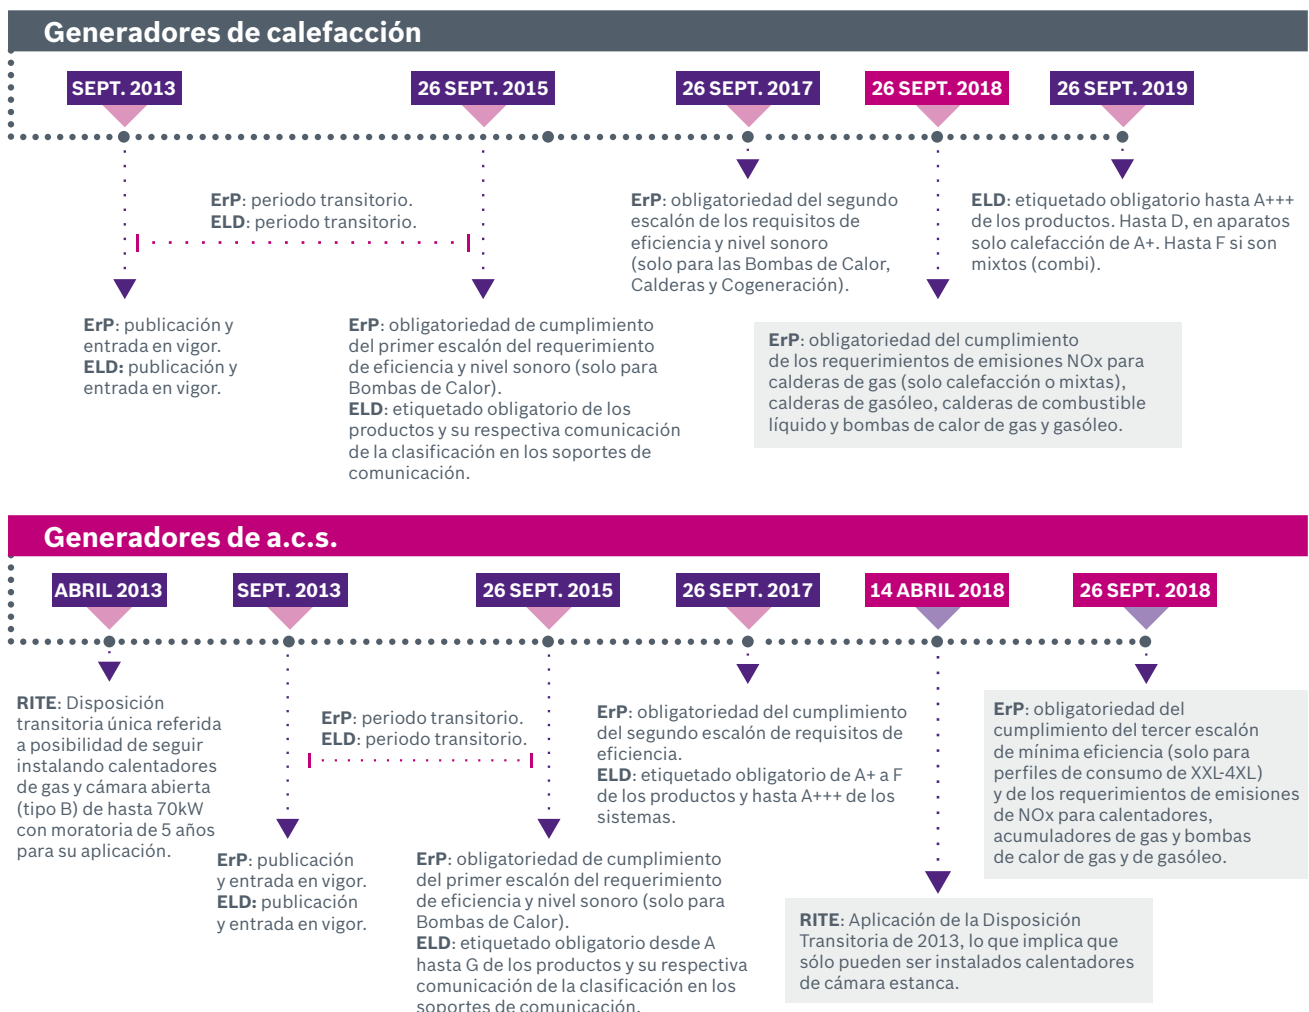 Generadores de calefacción
SEPT. 2013
26 SEPT. 2015
26 SEPT. 2017
26 SEPT. 2018
26 SEPT. 2019
ErP: periodo transitorio.
ELD: periodo transitorio.
ErP: publicación y
entrada en vigor.
ELD: publicación y
entrada en vigor.
ErP: obligatoriedad de cumplimiento
del primer escalón del requerimiento
de eficiencia y nivel sonoro (solo para
Bombas de Calor).
ELD: etiquetado obligatorio de los
productos y su respectiva comunicación
de la clasificación en los soportes de
comunicación.
ErP: obligatoriedad del segundo
escalón de los requisitos de
eficiencia y nivel sonoro
(solo para las Bombas de Calor,
Calderas y Cogeneración).
ErP: obligatoriedad del cumplimiento
de los requerimientos de emisiones NOx para
calderas de gas (solo calefacción o mixtas),
calderas de gasóleo, calderas de combustible
líquido y bombas de calor de gas y gasóleo.
ELD: etiquetado obligatorio hasta A+++
de los productos. Hasta D, en aparatos
solo calefacción de A+. Hasta F si son
mixtos (combi).
Generadores de a.c.s.
ABRIL 2013
SEPT. 2013
26 SEPT. 2015
26 SEPT. 2017
14 ABRIL 2018
26 SEPT. 2018
RITE: Disposición
transitoria única referida
a posibilidad de seguir
instalando calentadores
de gas y cámara abierta
(tipo B) de hasta 70kW
con moratoria de 5 años
para su aplicación.
ErP: publicación
y entrada en vigor.
ELD: publicación
y entrada en vigor.
ErP: periodo transitorio.
ELD: periodo transitorio.
ErP: obligatoriedad de cumplimiento
del primer escalón del requerimiento
de eficiencia y nivel sonoro (solo para
Bombas de Calor).
ELD: etiquetado obligatorio desde A
hasta G de los productos y su respectiva
comunicación de la clasificación en los
soportes de comunicación.
ErP: obligatoriedad del cumplimiento
del segundo escalón de requisitos de
eficiencia.
ELD: etiquetado obligatorio de A+ a F
de los productos y hasta A+++ de los
sistemas.
RITE: Aplicación de la Disposición
Transitoria de 2013, lo que implica que
sólo pueden ser instalados calentadores
de cámara estanca.
ErP: obligatoriedad del
cumplimiento del tercer escalón
de mínima eficiencia (solo para
perfiles de consumo de XXL-4XL)
y de los requerimientos de emisiones
de NOx para calentadores,
acumuladores de gas y bombas
de calor de gas y de gasóleo.